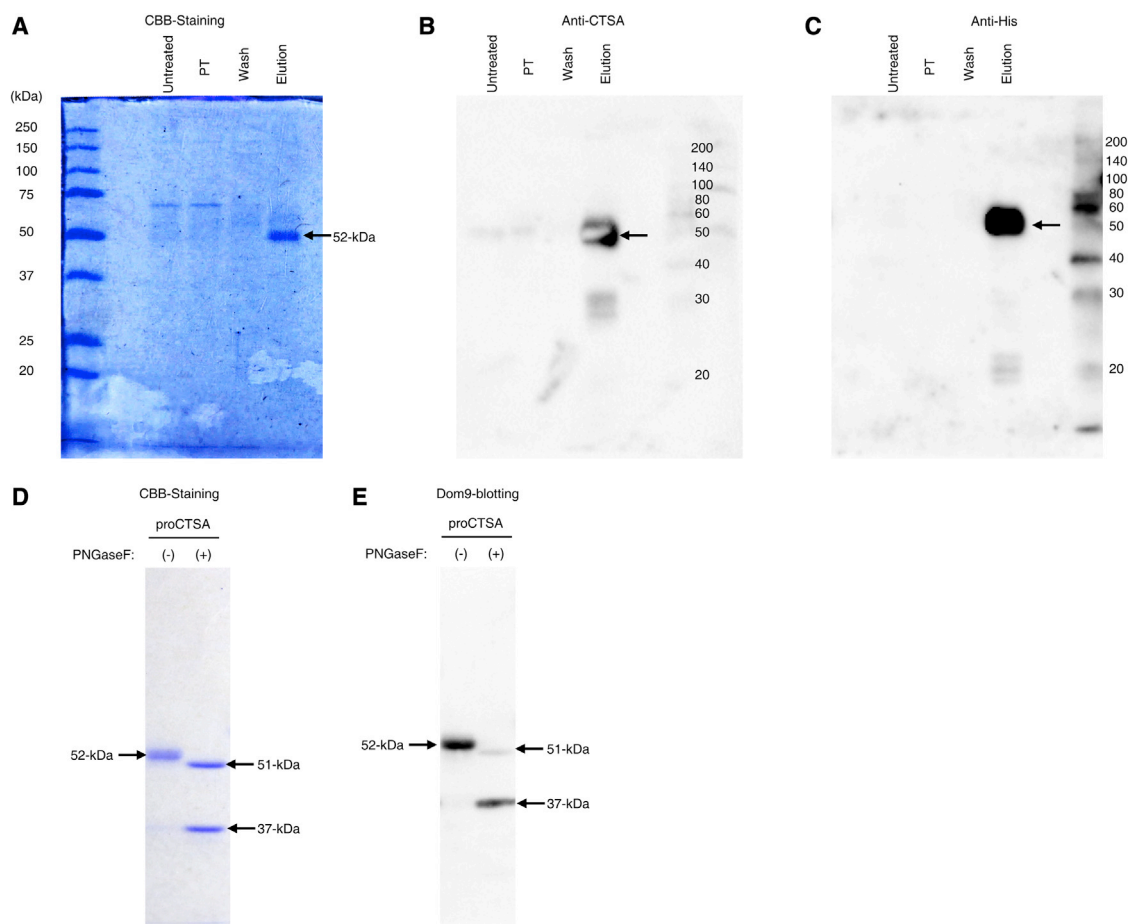 A
CBB-Staining
Untreated
PT
Wash
Elution
(kDa)
250
150
100
75
50
37
25
20
52-kDa
B
Anti-CTSA
Untreated
PT
Wash
Elution
200
140
100
80
60
50
40
30
20
C
Anti-His
Untreated
PT
Wash
Elution
200
140
100
80
60
50
40
30
20
D
CBB-Staining
proCTSA
PNGaseF: (-) (+)
52-kDa
51-kDa
37-kDa
E
Dom9-blotting
proCTSA
PNGaseF: (-) (+)
52-kDa
51-kDa
37-kDa